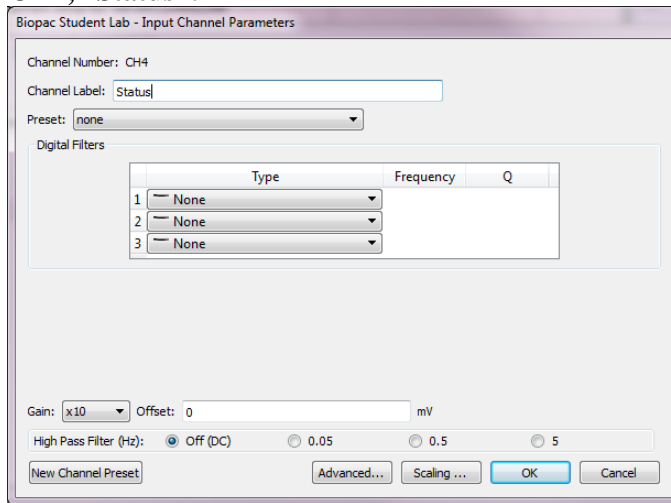 Biopac Student Lab - Input Channel Parameters
Channel Number: CH4
Channel Label: Status
Preset: none
Digital Filters
Type Frequency Q
1 None
2 None
3 None
Gain: x10 Offset: 0 mV
High Pass Filter (Hz): Off (DC) 0.05 0.5 5
New Channel Preset Advanced... Scaling ... OK Cancel